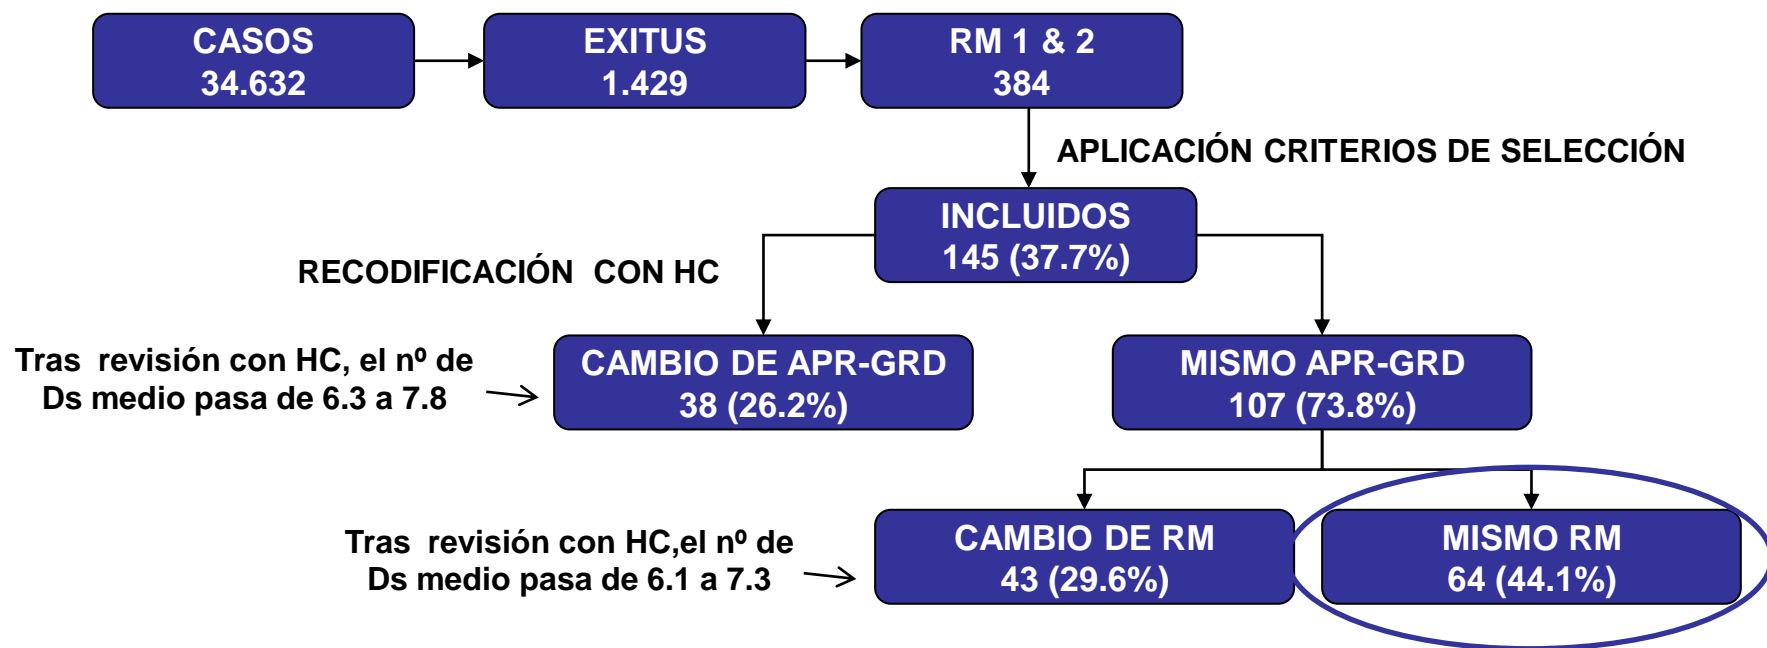 CASOS
34.632
EXITUS
1.429
RM 1 & 2
384
APLICACIÓN CRITERIOS DE SELECCIÓN
INCLUIDOS
145 (37.7%)
RECODIFICACIÓN CON HC
Tras revisión con HC, el nº de
Ds medio pasa de 6.3 a 7.8
CAMBIO DE APR-GRD
38 (26.2%)
MISMO APR-GRD
107 (73.8%)
Tras revisión con HC,el nº de
Ds medio pasa de 6.1 a 7.3
CAMBIO DE RM
43 (29.6%)
MISMO RM
64 (44.1%)